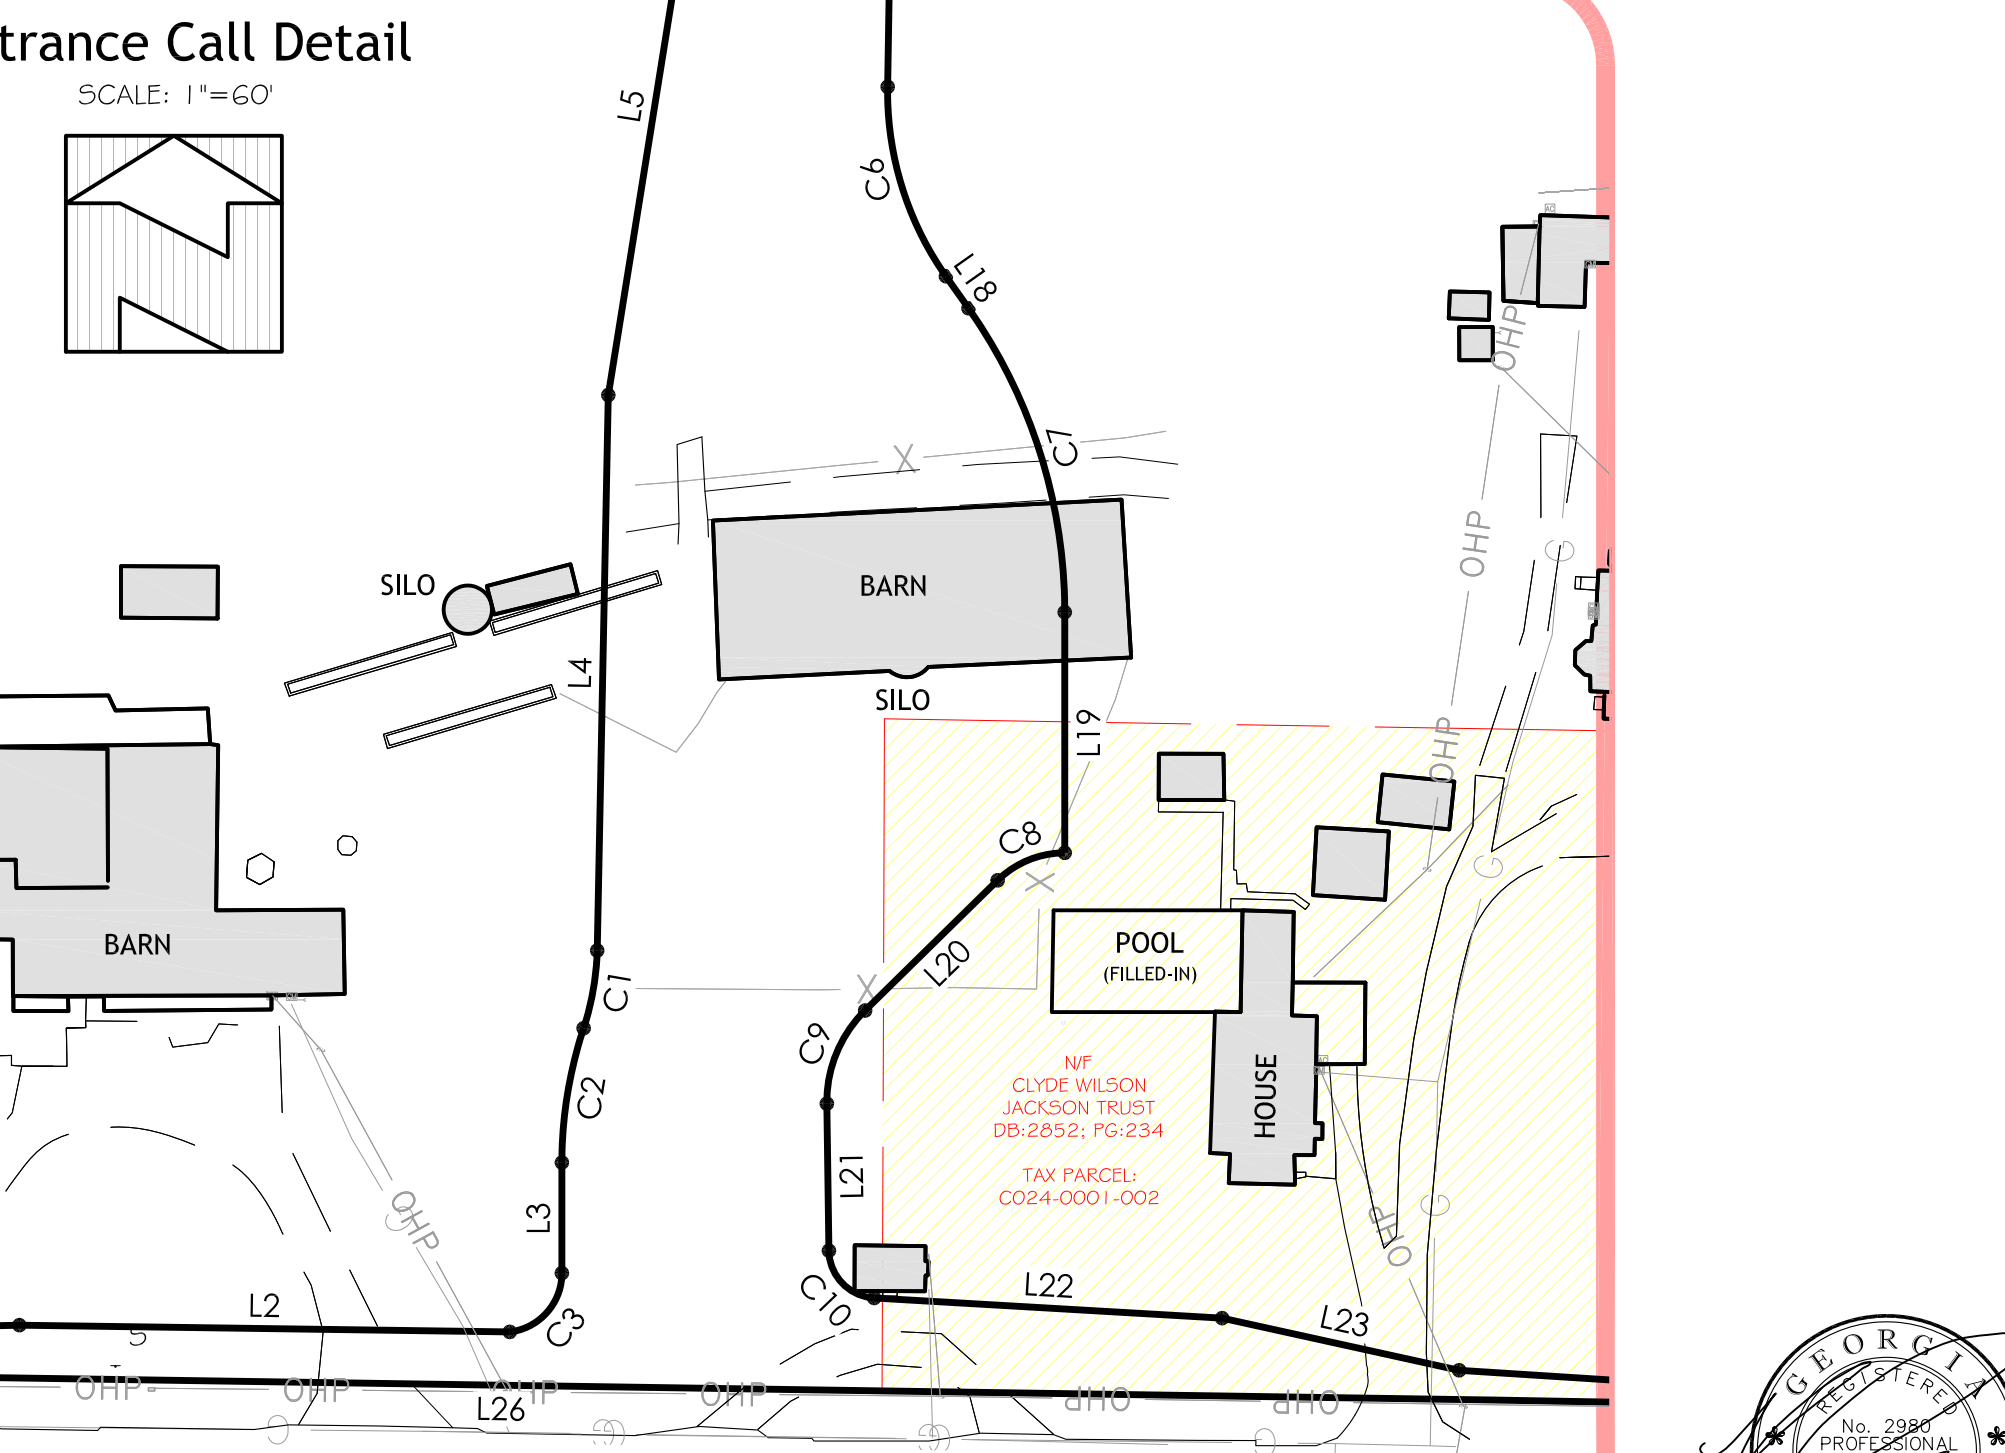 trance Call Detail
SCALE: 1"=60'
L5
C6
L18
OHP
C7
X
OHP
G
SILO
BARN
L4
SILO
L19
OHP
C8
X
G
BARN
POOL
(FILLED-IN)
L20
X
C1
C9
N/F
CLYDE WILSON
JACKSON TRUST
DB:2852; PG:234
TAX PARCEL:
C024-0001-002
HOUSE
C2
L21
L3
OHP
G
G
OHP
L2
C3
C10
L22
L23
S
OHP
OHP
OHP
OHP
OHP
OHP
L26
G
G
G
G
GEORGIA
REGISTERED
No. 2980
PROFESSIONAL